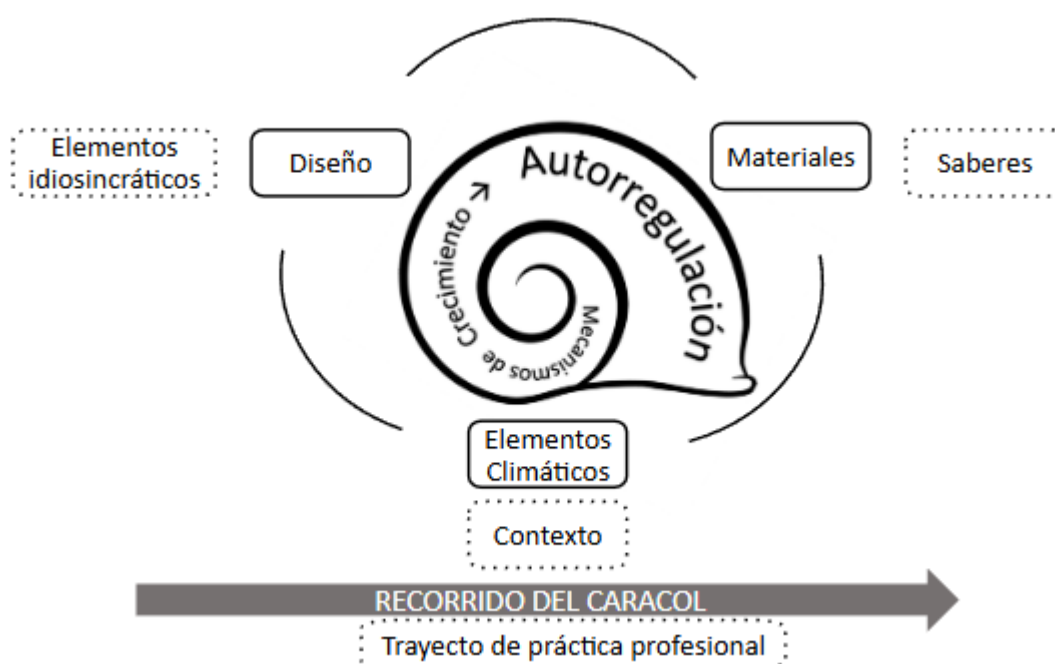 Elementos
idiosincráticos
Diseño
Mecanismos de Crecimiento →
Autorregulación
Materiales
Saberes
Elementos
Climáticos
Contexto
RECORRIDO DEL CARACOL
Trayecto de práctica profesional